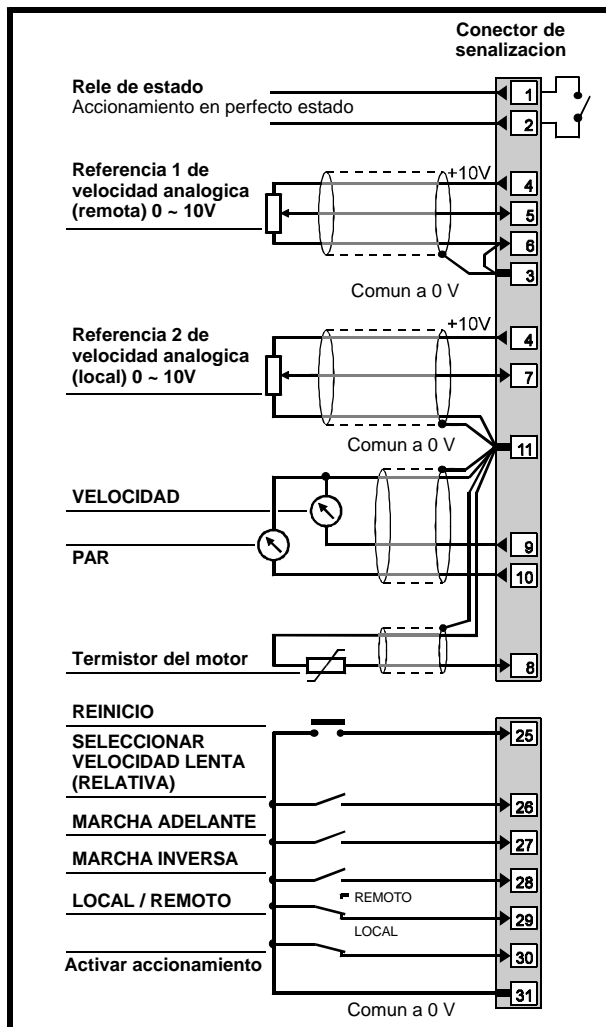 Conector de
senalizacion
Rele de estado
Accionamiento en perfecto estado
1
2
Referencia 1 de
velocidad analogica
(remota) 0 ~ 10V
+10V
4
5
6
3
Comun a 0 V
Referencia 2 de
velocidad analogica
(local) 0 ~ 10V
+10V
4
7
Comun a 0 V
11
VELOCIDAD
9
PAR
10
Termistor del motor
8
REINICIO
25
SELECCIONAR
VELOCIDAD LENTA
(RELATIVA)
26
MARCHA ADELANTE
27
MARCHA INVERSA
28
LOCAL / REMOTO
REMOTO
29
LOCAL
30
Activar accionamiento
31
Comun a 0 V